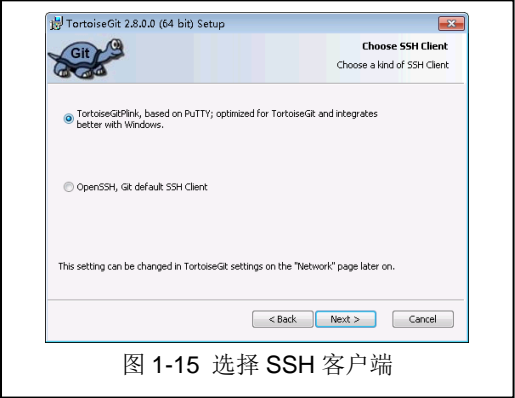 TortoiseGit 2.8.0.0 (64 bit) Setup
Git
Choose SSH Client
Choose a kind of SSH Client
TortoiseGitPlink, based on PuTTY; optimized for TortoiseGit and integrates
better with Windows.
OpenSSH, Git default SSH Client
This setting can be changed in TortoiseGit settings on the "Network" page later on.
< Back
Next >
Cancel
图 1-15 选择 SSH 客户端